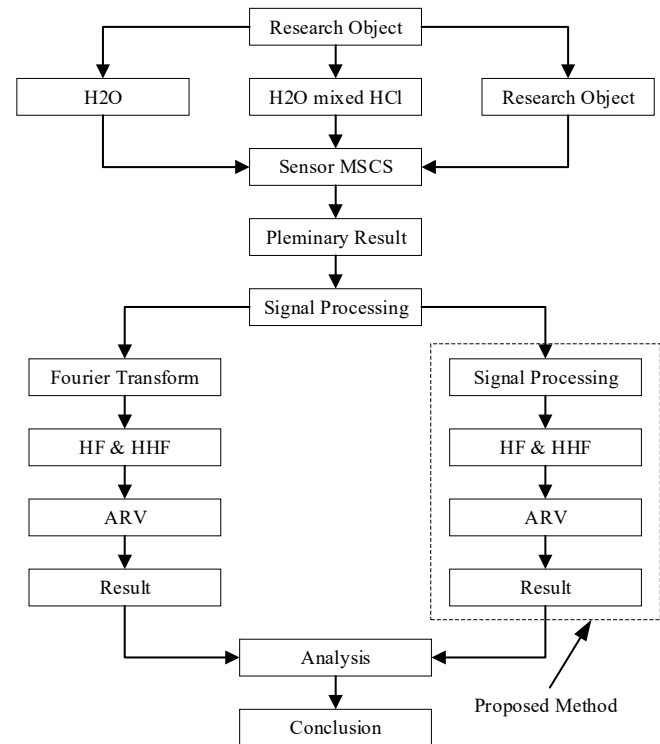 Research Object
H2O
H2O mixed HCl
Research Object
Sensor MSCS
Pleminary Result
Signal Processing
Fourier Transform
HF & HHF
ARV
Result
Signal Processing
HF & HHF
ARV
Result
Analysis
Proposed Method
Conclusion